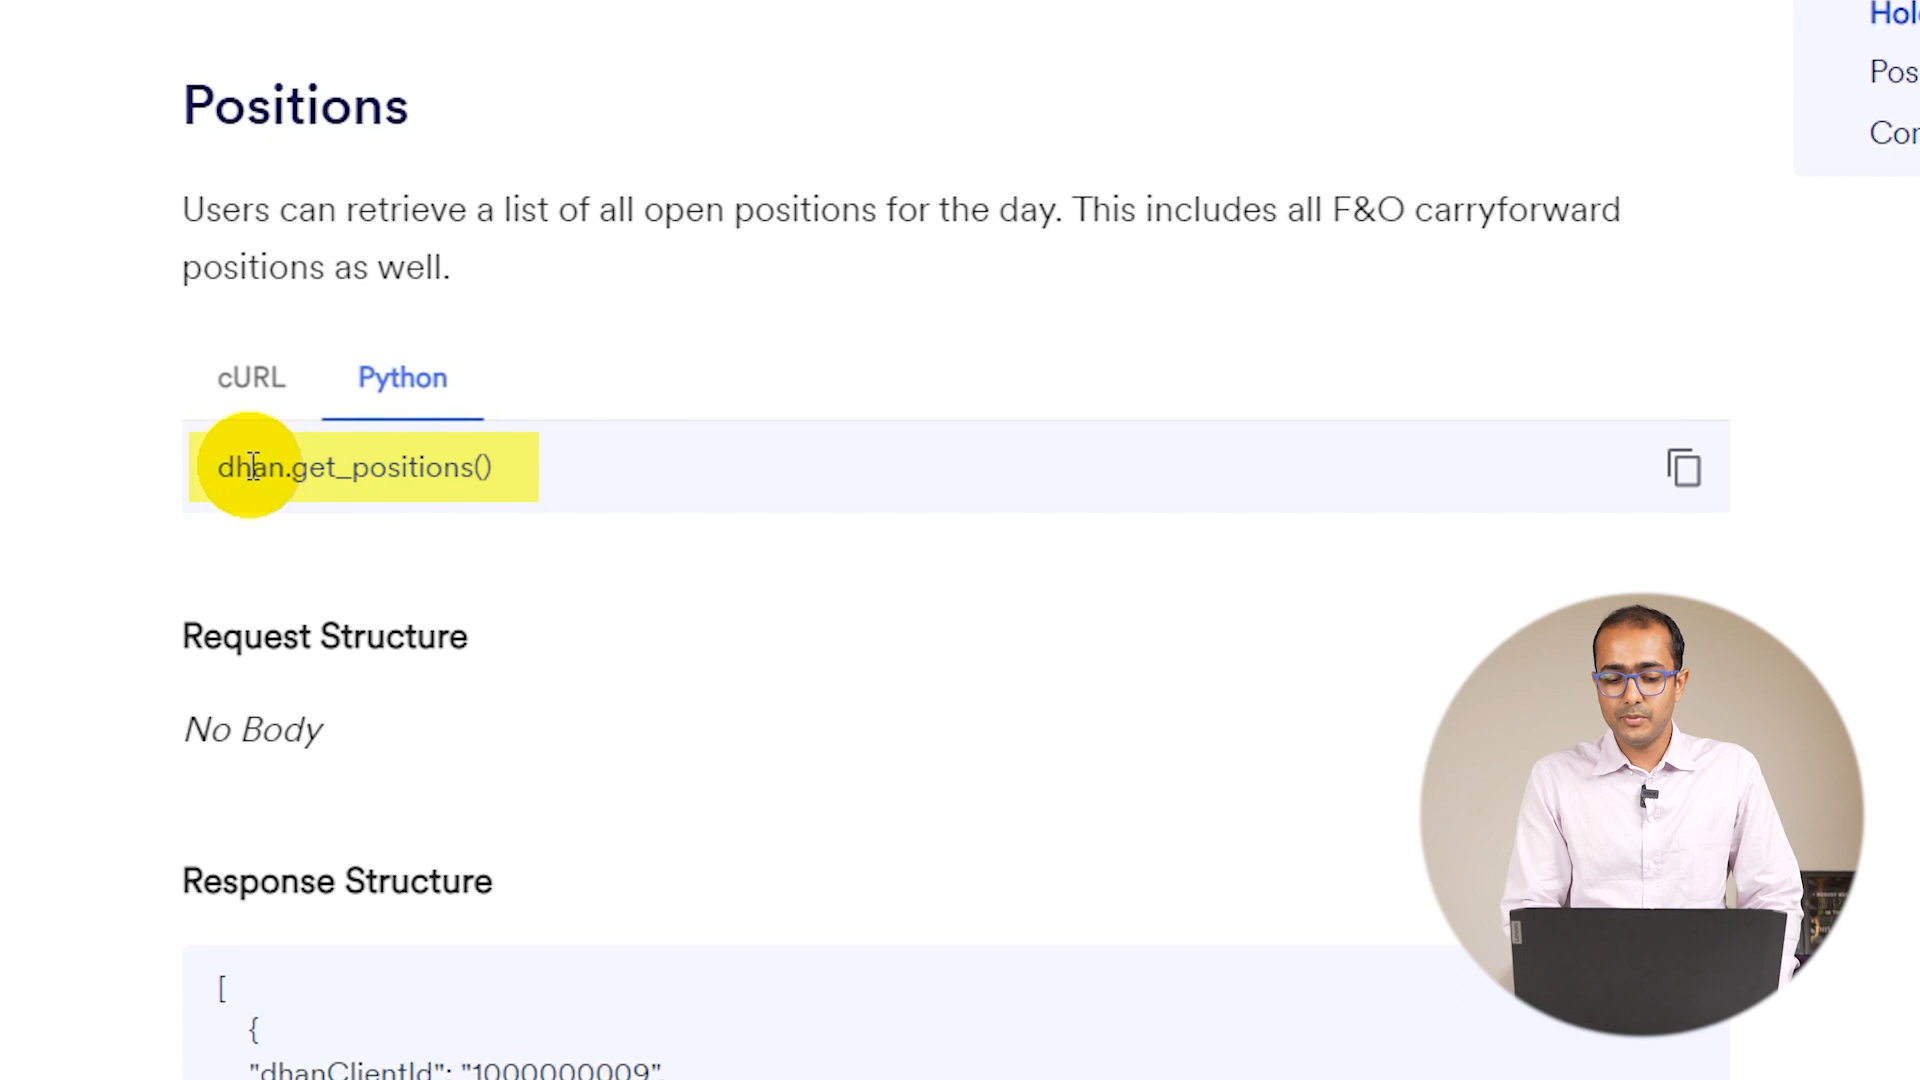 Positions
Users can retrieve a list of all open positions for the day. This includes all F&O carryforward
positions as well.
cURL Python
dhan.get_positions()
Request Structure
No Body
Response Structure
[
{
"dhanClientId": "1000000009",
Hol
Pos
Con